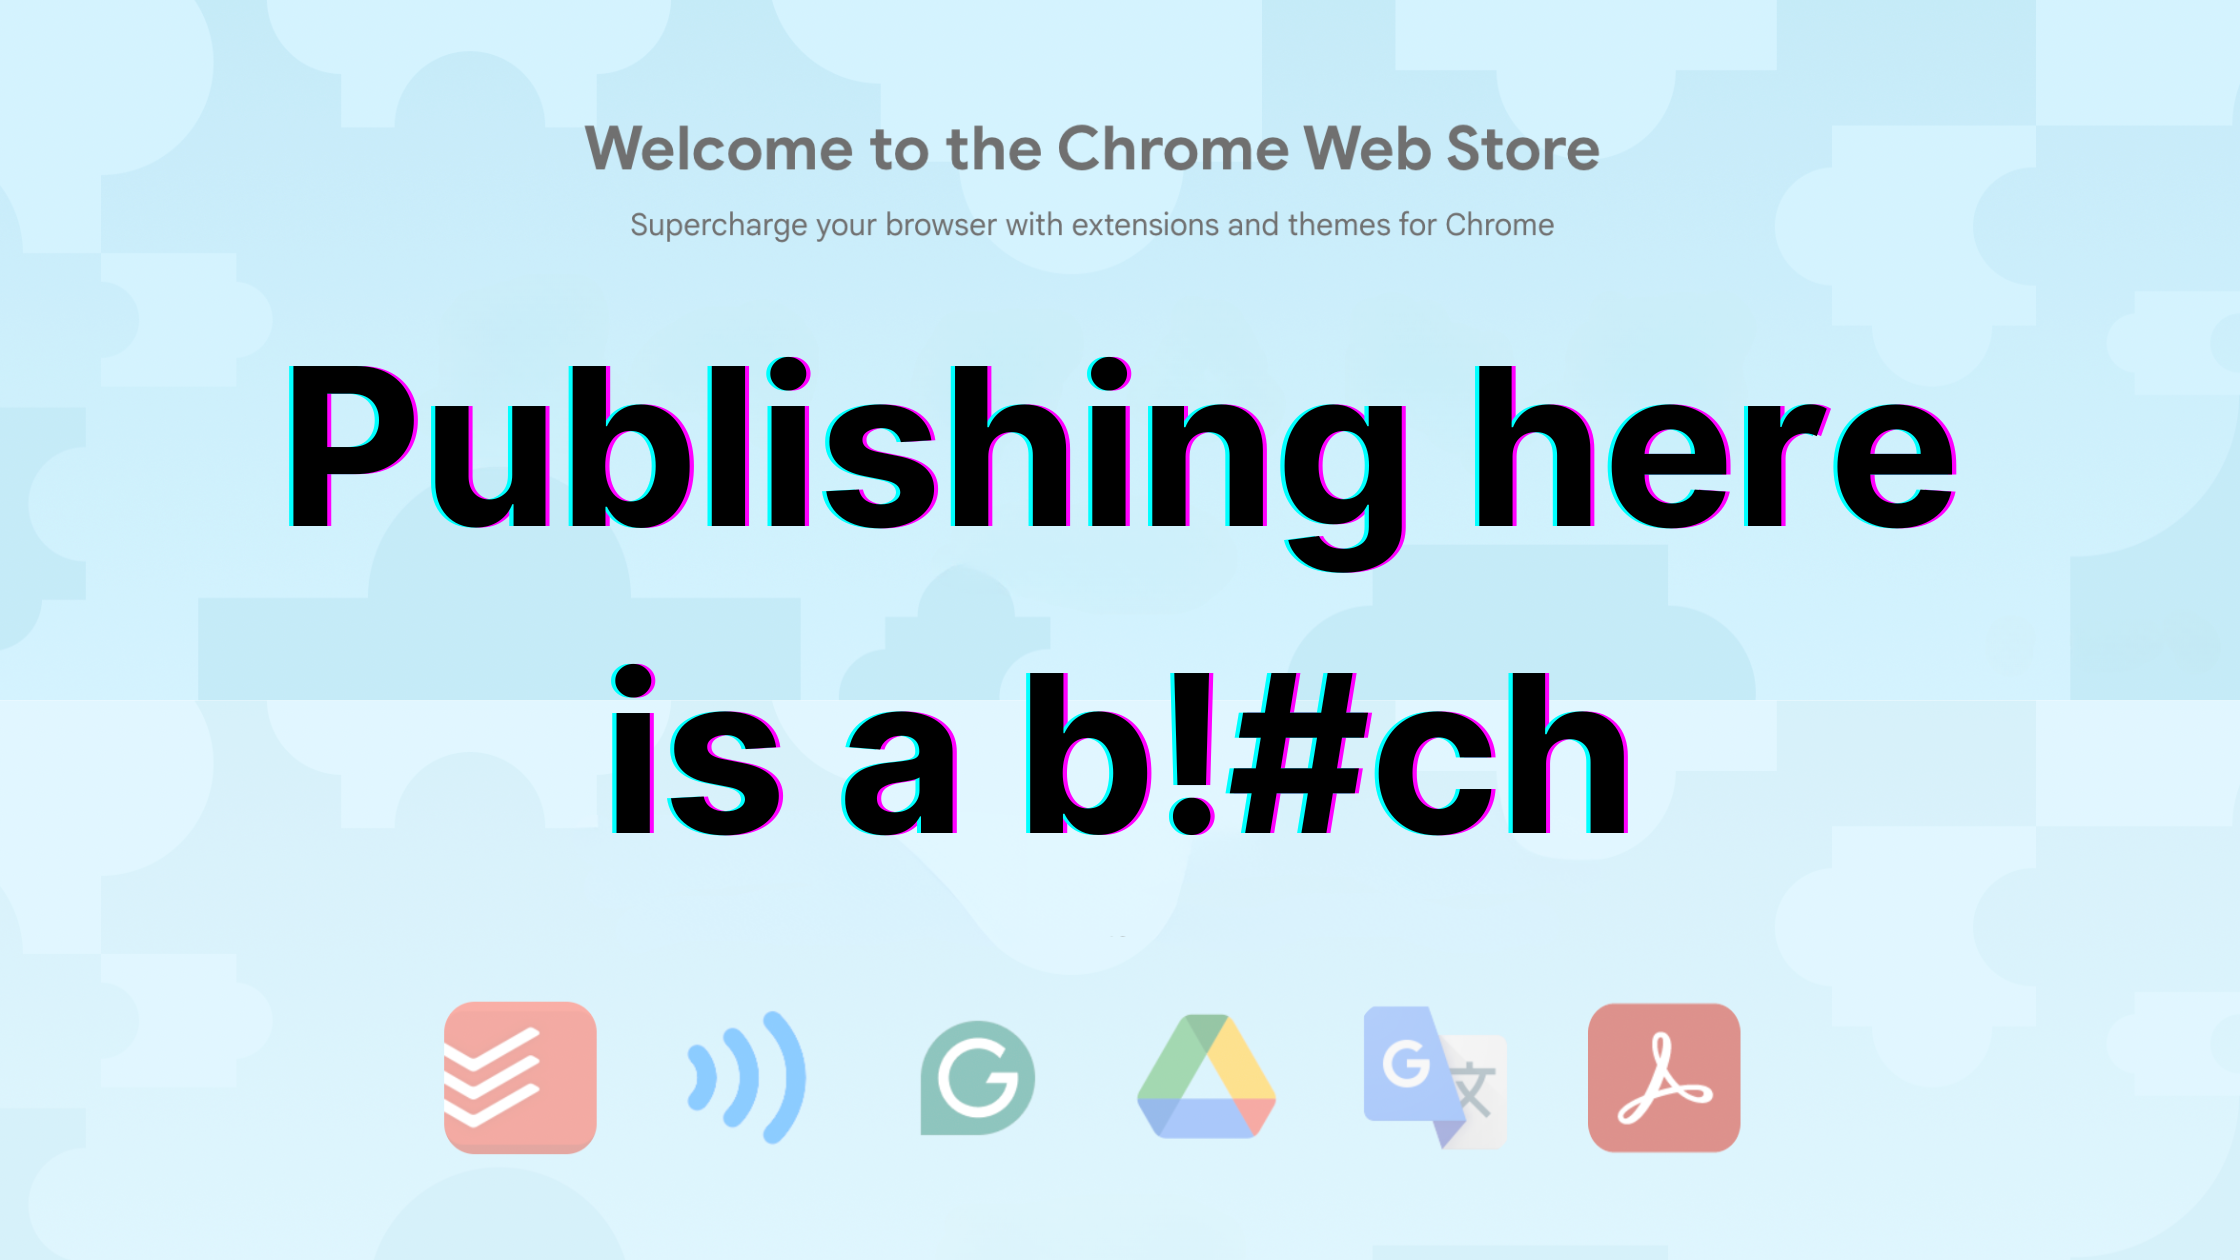 Welcome to the Chrome Web Store
Supercharge your browser with extensions and themes for Chrome
Publishing here
is a b!#ch
G
G 文